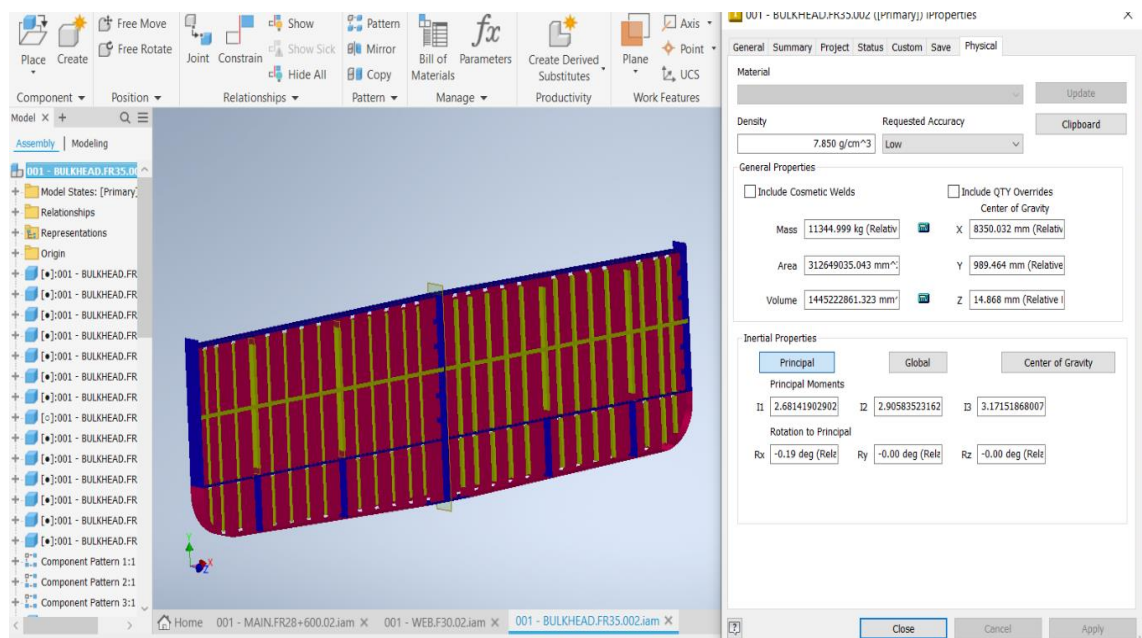 Place
Create
Component
Free Move
Free Rotate
Position
Joint
Constrain
Show
Show Sick
Hide All
Relationships
Pattern
Mirror
Copy
Pattern
Bill of Materials
fx
Parameters
Manage
Create Derived Substitutes
Productivity
Plane
Axis
Point
UCS
Work Features
Model × +
Assembly | Modeling
001 - BULKHEAD.FR35.00
Model States: [Primary]
Relationships
Representations
Origin
[●]:001 - BULKHEAD.FR
[●]:001 - BULKHEAD.FR
[●]:001 - BULKHEAD.FR
[●]:001 - BULKHEAD.FR
[●]:001 - BULKHEAD.FR
[●]:001 - BULKHEAD.FR
[●]:001 - BULKHEAD.FR
[○]:001 - BULKHEAD.FR
[●]:001 - BULKHEAD.FR
[●]:001 - BULKHEAD.FR
[●]:001 - BULKHEAD.FR
[●]:001 - BULKHEAD.FR
[●]:001 - BULKHEAD.FR
[●]:001 - BULKHEAD.FR
Component Pattern 1:1
Component Pattern 2:1
Component Pattern 3:1
Y
X
Z
Home 001 - MAIN.FR28+600.02.iam × 001 - WEB.F30.02.iam × 001 - BULKHEAD.FR35.002.iam ×
001 - BULKHEAD.FR35.002 ([Primary]) iProperties ×
General Summary Project Status Custom Save Physical
Material
Update
Density Requested Accuracy Clipboard
7.850 g/cm^3 Low
General Properties
Include Cosmetic Welds Include QTY Overrides
Center of Gravity
Mass 11344.999 kg (Relativ X 8350.032 mm (Relativ
Area 312649035.043 mm^2 Y 989.464 mm (Relative
Volume 1445222861.323 mm^ Z 14.868 mm (Relative
Inertial Properties
Principal Global Center of Gravity
Principal Moments
I1 2.68141902902 I2 2.90583523162 I3 3.17151868007
Rotation to Principal
Rx -0.19 deg (Rela Ry -0.00 deg (Rela Rz -0.00 deg (Rela
? Close Cancel Apply